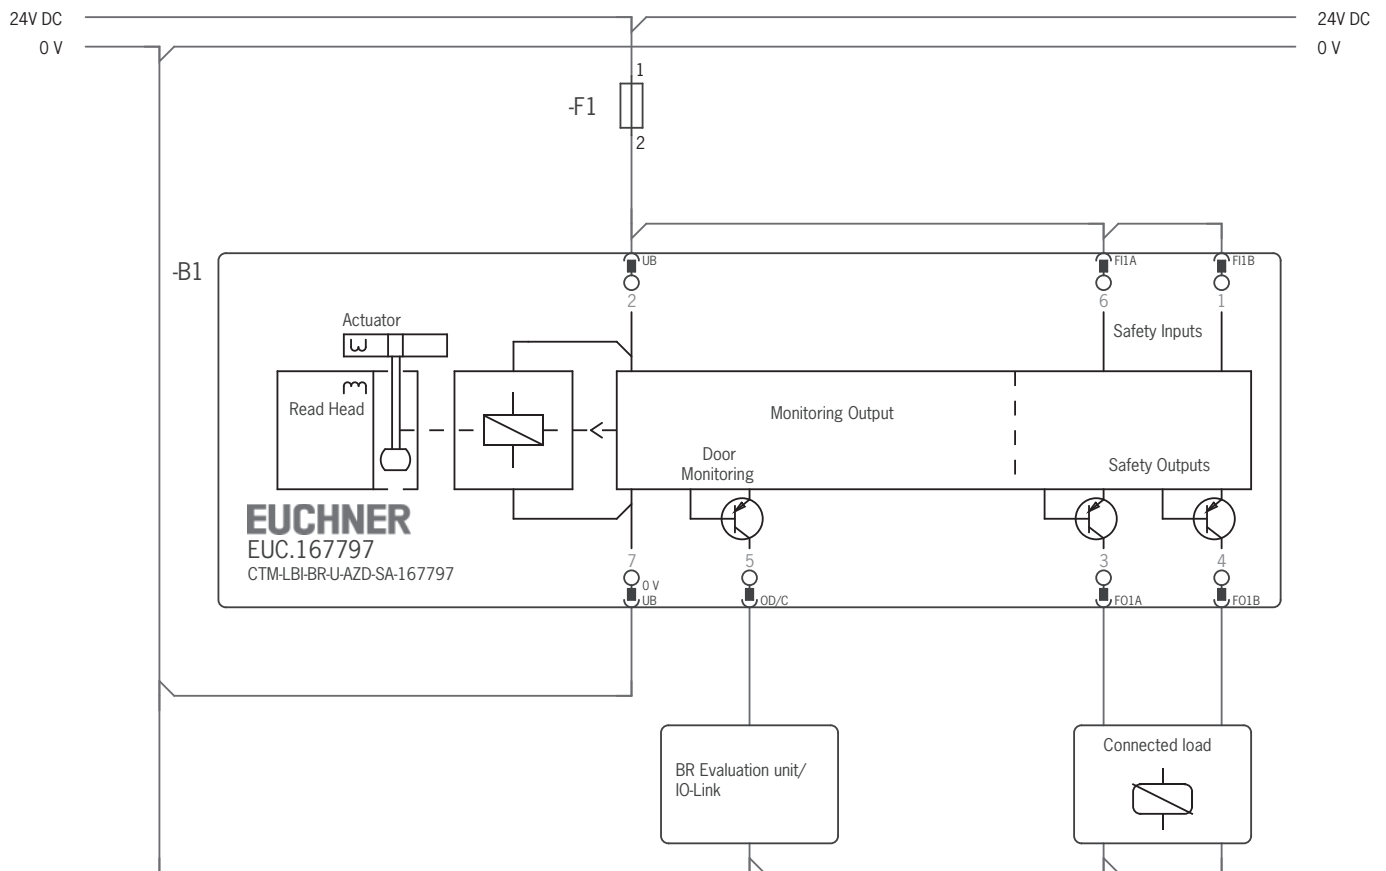 24V DC
24V DC
0 V
0 V
1
-F1
2
-B1
UB
FI1A
FI1B
2
6
1
Actuator
Safety Inputs
Read Head
Monitoring Output
Door
Monitoring
Safety Outputs
EUCHNER
EUC.167797
CTM-LBI-BR-U-AZD-SA-167797
7
5
3
4
0 V
UB
OD/C
FO1A
FO1B
Connected load
BR Evaluation unit/
IO-Link